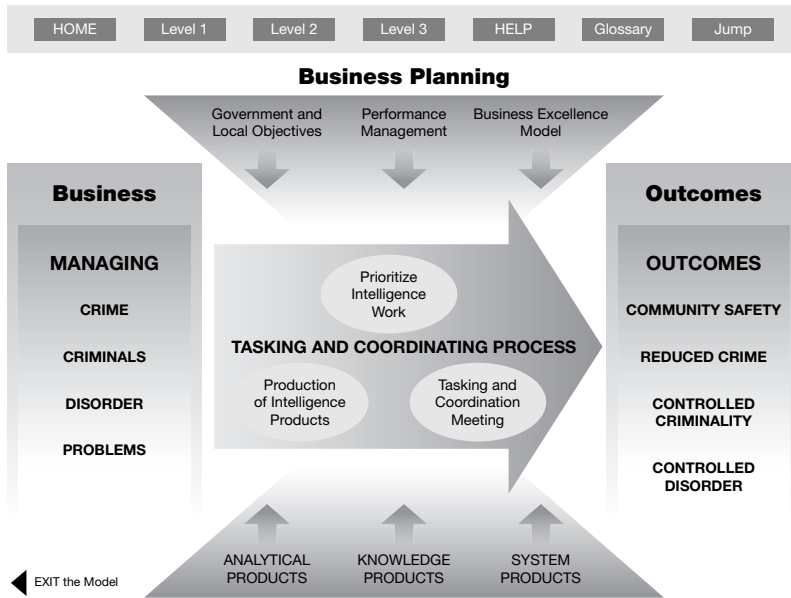 HOME
Level 1
Level 2
Level 3
HELP
Glossary
Jump
Business Planning
Government and
Local Objectives
Performance
Management
Business Excellence
Model
Business
MANAGING
CRIME
CRIMINALS
DISORDER
PROBLEMS
Prioritize
Intelligence
Work
TASKING AND COORDINATING PROCESS
Production
of Intelligence
Products
Tasking and
Coordination
Meeting
Outcomes
OUTCOMES
COMMUNITY SAFETY
REDUCED CRIME
CONTROLLED
CRIMINALITY
CONTROLLED
DISORDER
ANALYTICAL
PRODUCTS
KNOWLEDGE
PRODUCTS
SYSTEM
PRODUCTS
EXIT the Model